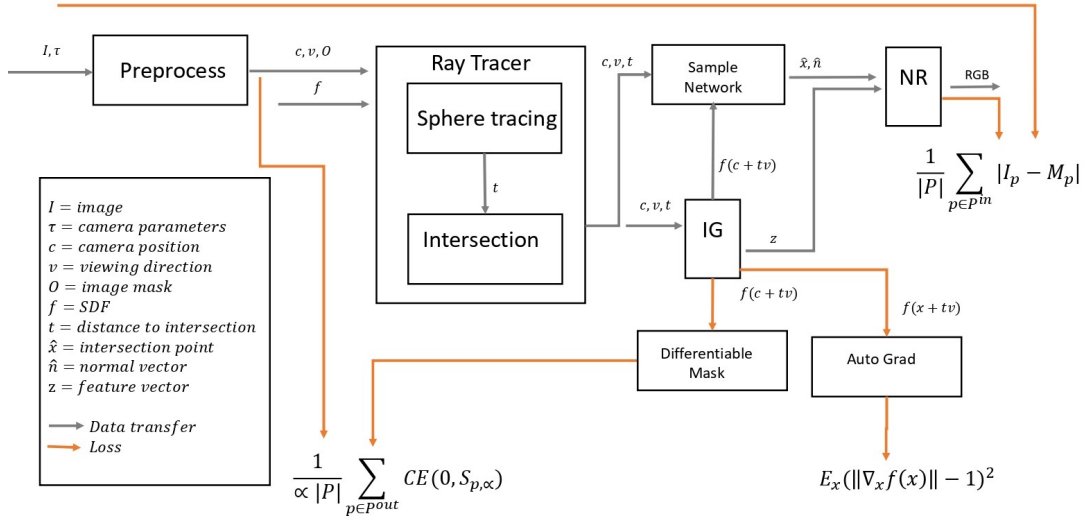 I, τ
Preprocess
c, v, O
f
Ray Tracer
Sphere tracing
t
Intersection
c, v, t
Sample
Network
x̂, n̂
NR
RGB
f(c + tv)
c, v, t
IG
z
1/|P| ∑_{p∈P^{in}} |I_p − M_p|
f(c + tv)
f(x + tv)
Differentiable
Mask
Auto Grad
I = image
τ = camera parameters
c = camera position
v = viewing direction
O = image mask
f = SDF
t = distance to intersection
x̂ = intersection point
n̂ = normal vector
z = feature vector
Data transfer
Loss
1/(∝ |P|) ∑_{p∈P^{out}} CE(0, S_{p,∝})
E_x(‖∇_x f(x)‖ − 1)²